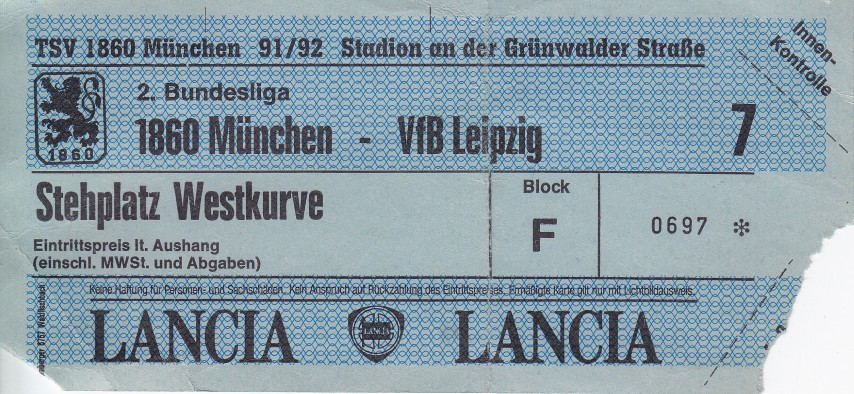 TSV 1860 München 91/92 Stadion an der Grünwalder Straße
Innen-
Kontrolle
2. Bundesliga
1860 München - VfB Leipzig
7
1860
Stehplatz Westkurve
Block
F
0697 *
Eintrittspreis lt. Aushang
(einschl. MWSt. und Abgaben)
Keine Haftung für Personen- und Sachschäden. Kein Anspruch auf Rückzahlung des Eintrittspreises. Ermäßigte Karte gilt nur mit Lichtbildausweis.
LANCIA
LANCIA
LANCIA